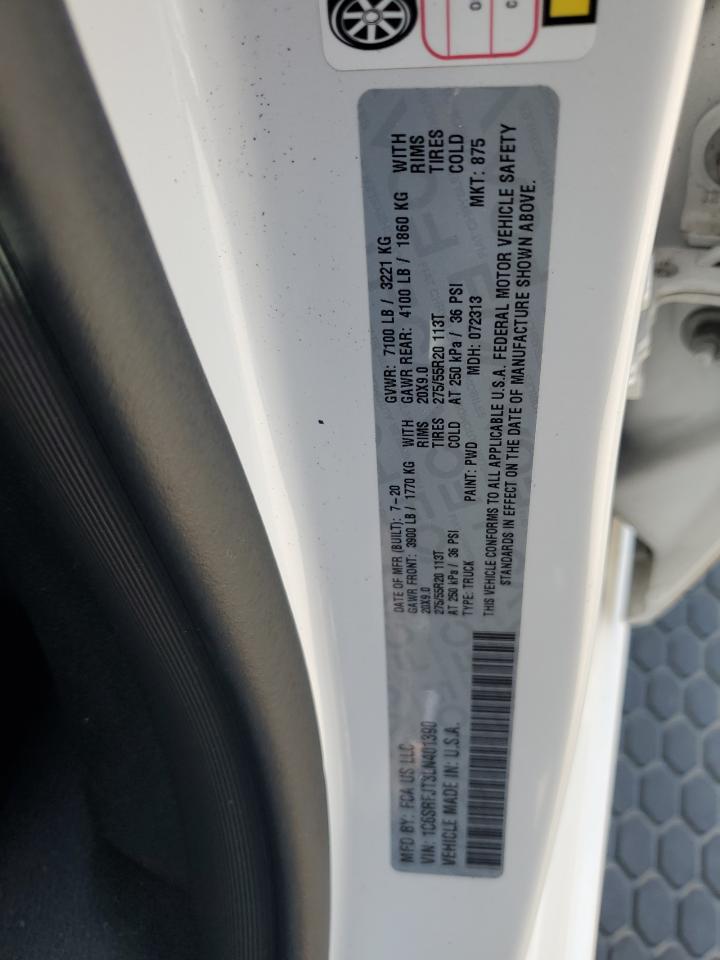 MFD BY: FCA US LLC
DATE OF MFR (BUILT): 7-20
GVWR: 7100 LB / 3221 KG
VIN: 1C6SRFJT3LN401390
GAWR FRONT: 3900 LB / 1770 KG WITH
GAWR REAR: 4100 LB / 1860 KG WITH
VEHICLE MADE IN: U.S.A.
20X9.0 RIMS
20X9.0 RIMS
275/55R20 113T TIRES
275/55R20 113T TIRES
AT 250 kPa / 36 PSI COLD
AT 250 kPa / 36 PSI COLD
TYPE: TRUCK PAINT: PWD MDH: 072313 MKT: 875
THIS VEHICLE CONFORMS TO ALL APPLICABLE U.S.A. FEDERAL MOTOR VEHICLE SAFETY
STANDARDS IN EFFECT ON THE DATE OF MANUFACTURE SHOWN ABOVE.